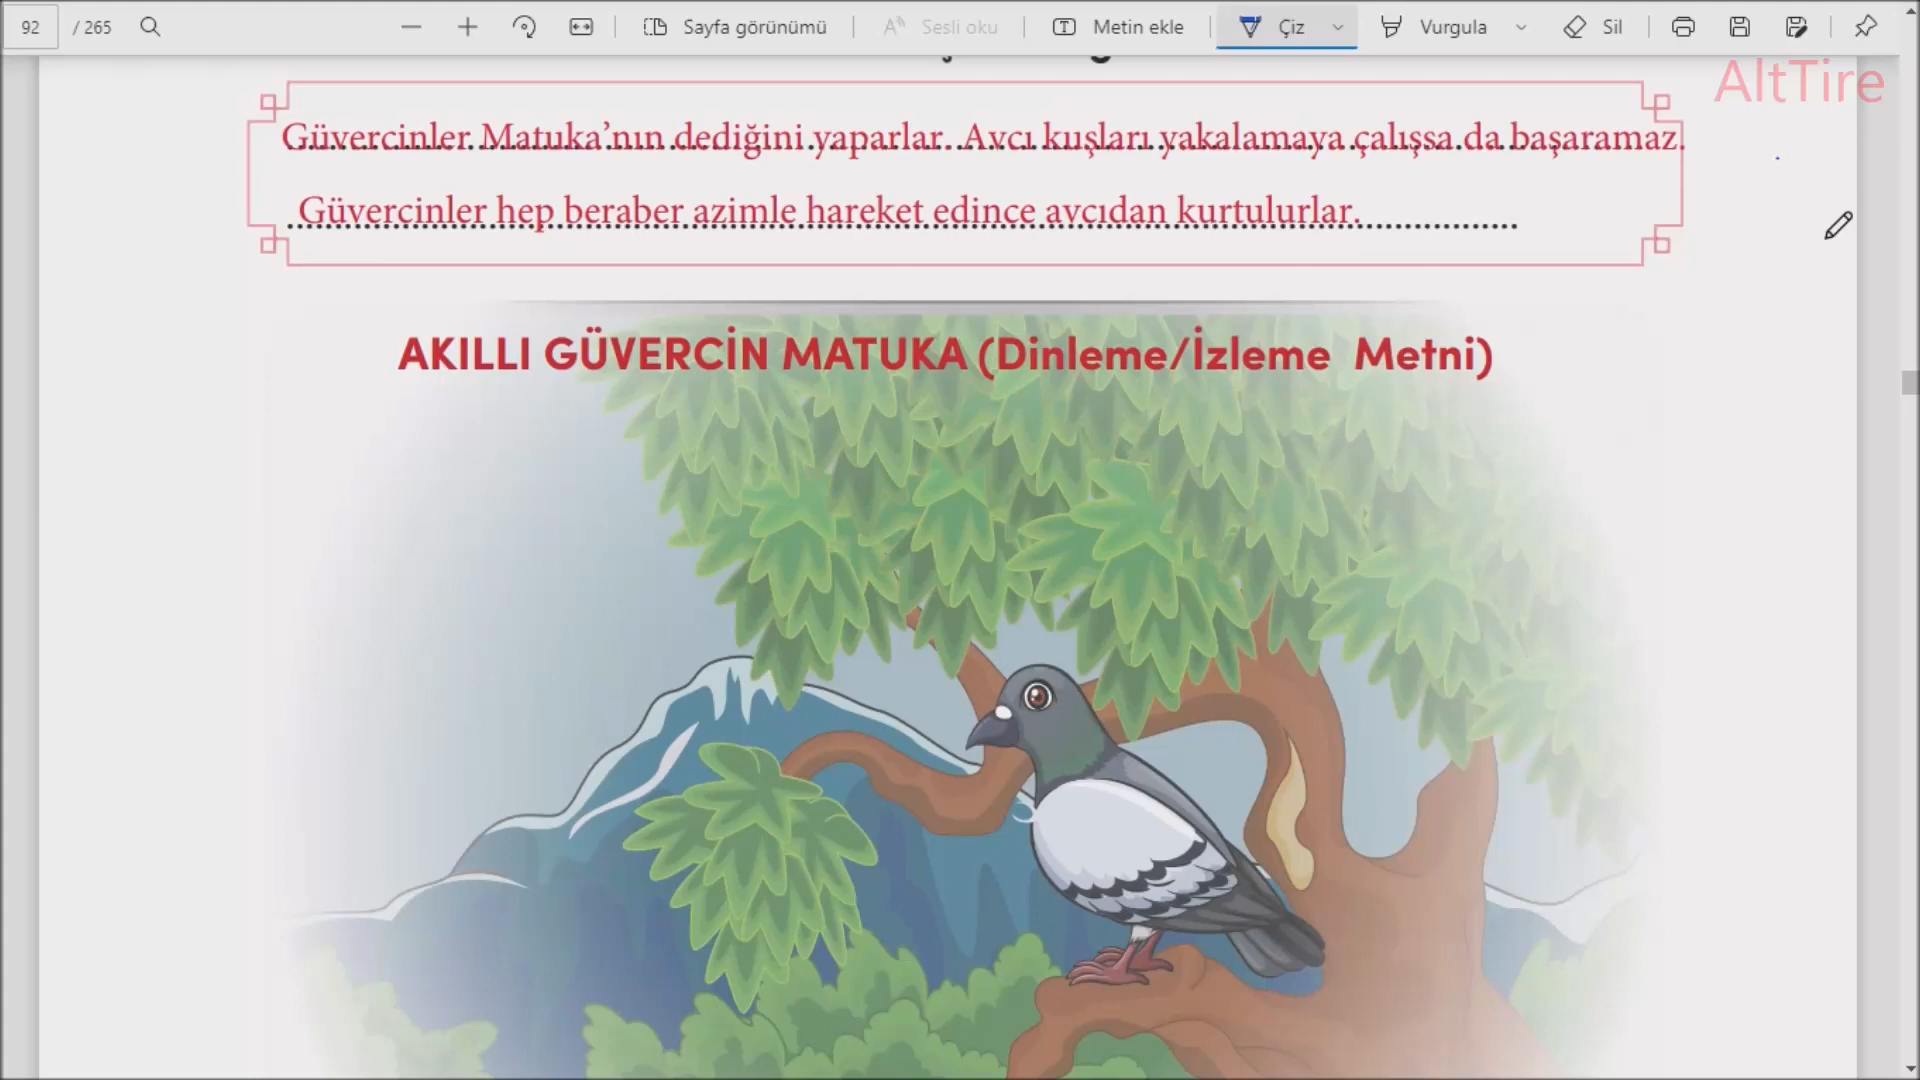 92 / 265 Sayfa görünümü Sesli oku Metin ekle Çiz Vurgula Sil
AltTire
Güvercinler Matuka’nın dediğini yaparlar. Avcı kuşları yakalamaya çalışsa da başaramaz.
Güvercinler hep beraber azimle hareket edince avcıdan kurtulurlar.
AKILLI GÜVERCİN MATUKA (Dinleme/İzleme Metni)